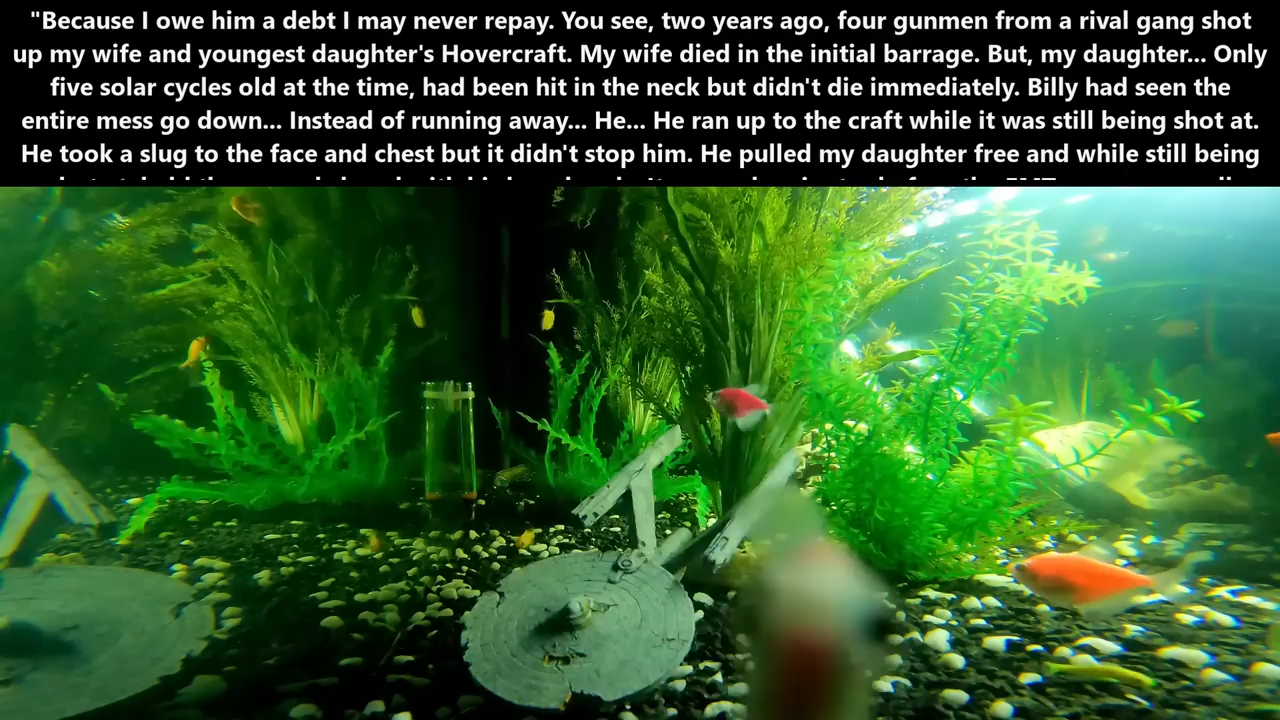 "Because I owe him a debt I may never repay. You see, two years ago, four gunmen from a rival gang shot
up my wife and youngest daughter's Hovercraft. My wife died in the initial barrage. But, my daughter... Only
five solar cycles old at the time, had been hit in the neck but didn't die immediately. Billy had seen the
entire mess go down... Instead of running away... He... He ran up to the craft while it was still being shot at.
He took a slug to the face and chest but it didn't stop him. He pulled my daughter free and while still being